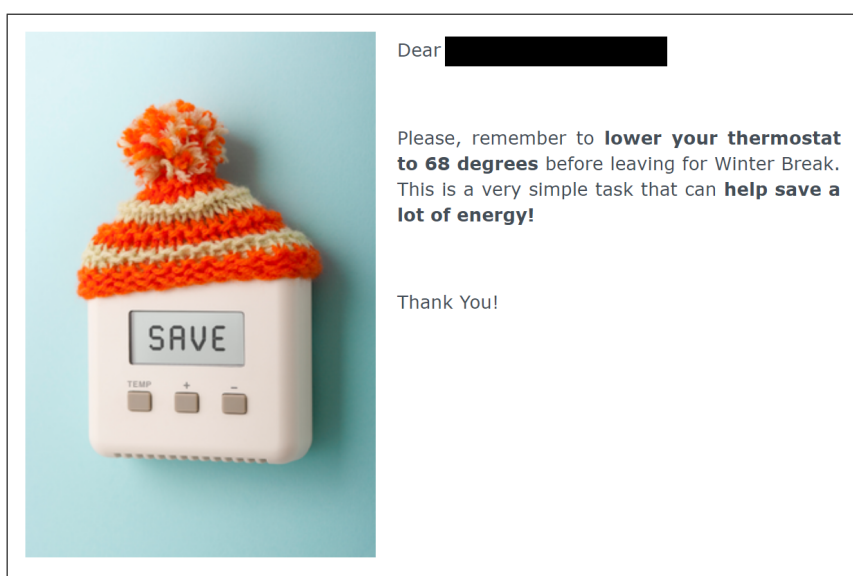 SAVE
TEMP + -
Dear
Please, remember to lower your thermostat
to 68 degrees before leaving for Winter Break.
This is a very simple task that can help save a
lot of energy!
Thank You!